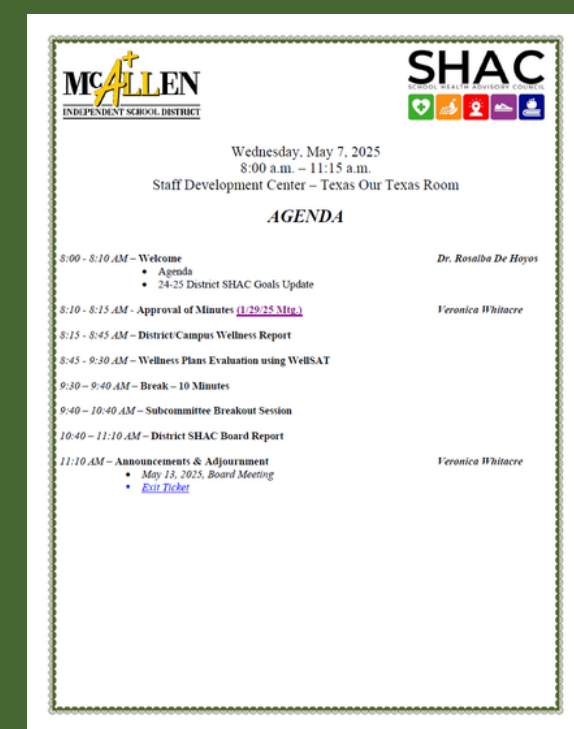 McALLEN
INDEPENDENT SCHOOL DISTRICT
SHAC
SCHOOL HEALTH ADVISORY COUNCIL
Wednesday, May 7, 2025
8:00 a.m. – 11:15 a.m.
Staff Development Center – Texas Our Texas Room
AGENDA
8:00 - 8:10 AM – Welcome Dr. Rosalba De Hoyos
• Agenda
• 24-25 District SHAC Goals Update
8:10 - 8:15 AM - Approval of Minutes (1/29/25 Mtg.) Veronica Whitacre
8:15 - 8:45 AM – District/Campus Wellness Report
8:45 - 9:30 AM – Wellness Plans Evaluation using WellSAT
9:30 – 9:40 AM – Break – 10 Minutes
9:40 – 10:40 AM – Subcommittee Breakout Session
10:40 – 11:10 AM – District SHAC Board Report
11:10 AM – Announcements & Adjournment Veronica Whitacre
• May 13, 2025, Board Meeting
• Exit Ticket